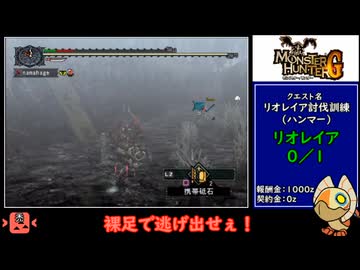 namahage
L2
携帯砥石
裸足で逃げ出せぇ！
MONSTER
HUNTER
G
クエスト名
リオレイア討伐訓練
（ハンマー）
リオレイア
0／1
報酬金：1000z
契約金：0z